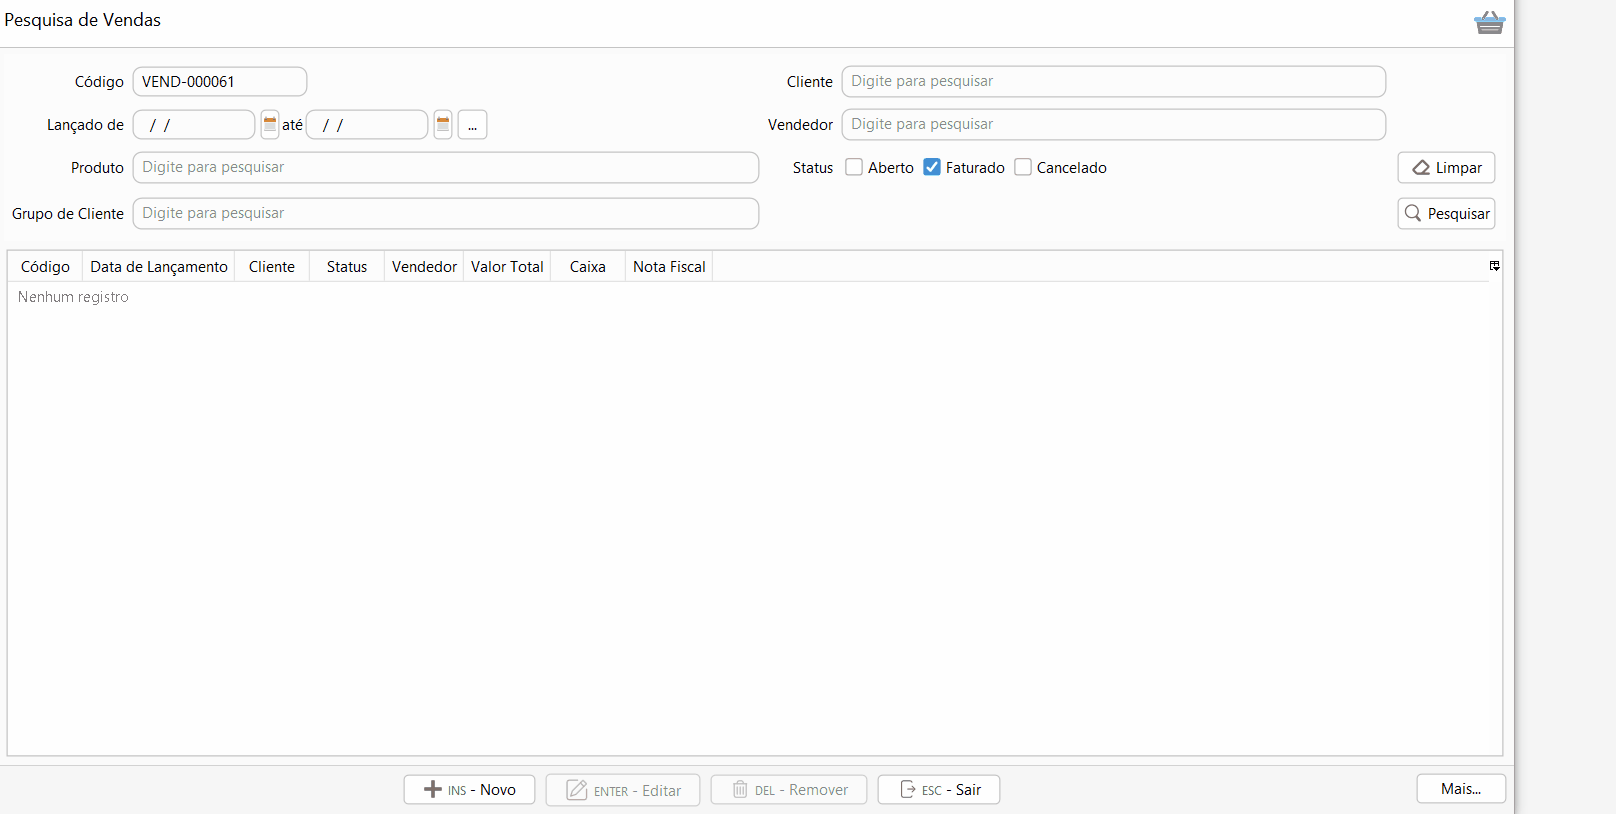 Pesquisa de Vendas
Código VEND-000061 Cliente Digite para pesquisar
Lançado de / / até / / ... Vendedor Digite para pesquisar
Produto Digite para pesquisar Status Aberto Faturado Cancelado Limpar
Grupo de Cliente Digite para pesquisar Pesquisar
Código Data de Lançamento Cliente Status Vendedor Valor Total Caixa Nota Fiscal
Nenhum registro
INS - Novo ENTER - Editar DEL - Remover ESC - Sair Mais...